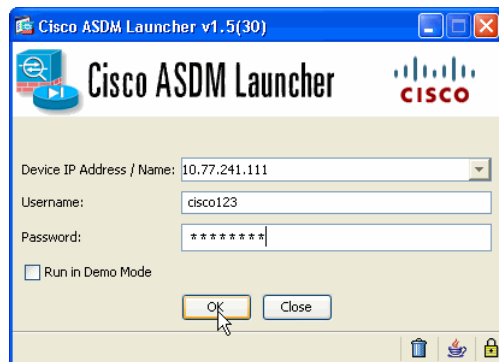 Cisco ASDM Launcher v1.5(30)
Cisco ASDM Launcher
CISCO
Device IP Address / Name: 10.77.241.111
Username: cisco123
Password: ********
Run in Demo Mode
OK Close